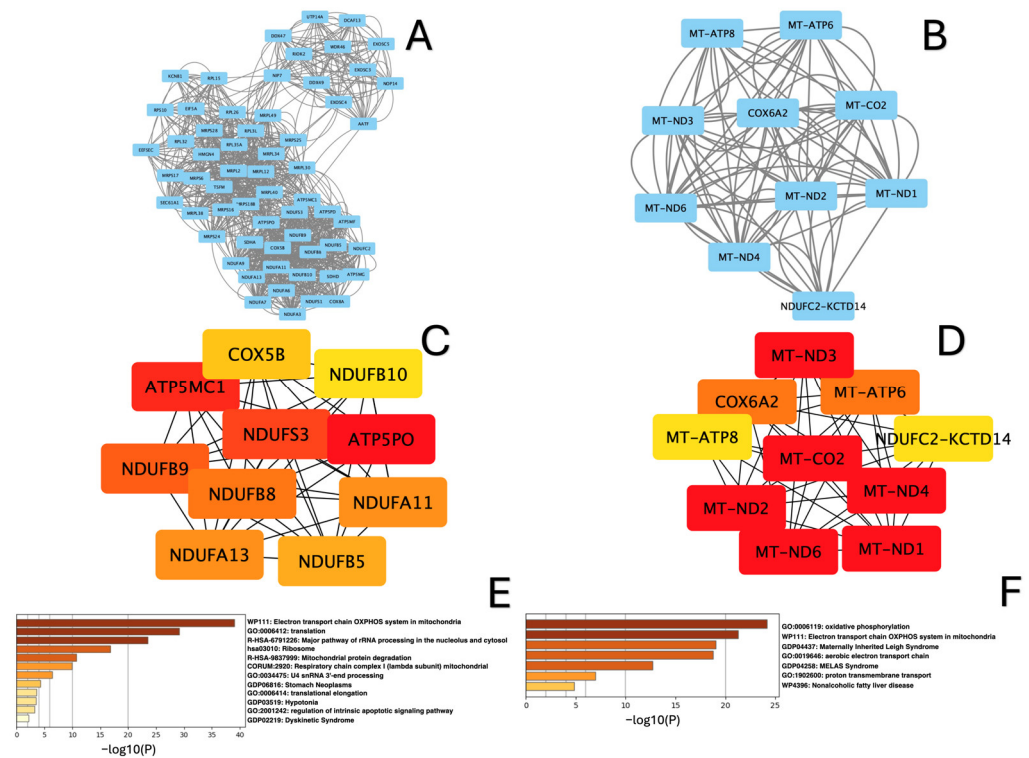 A
UTP14A
DCAF13
DDX47
WDR46
EXOSC5
RIOK2
NIP7
EXOSC3
DDX49
NOP14
EXOSC4
AATF
KCNB1
RPL15
RPS10
EIF5A
RPL26
MRPL49
MRPS28
RPL3L
RPL32
RPL35A
MRPS25
EEFSEC
HMGN4
MRPL34
MRPL2
MRPL12
MRPL30
MRPS17
MRPS6
TSFM
MRPL40
SEC61A1
MRPL38
MRPS16
MRPS18B
ATP5MC1
NDUFS3
ATP5PD
ATP5PO
ATP5MF
MRPS24
NDUFB9
SDHA
COX5B
NDUFB5
NDUFC2
NDUFB8
NDUFA9
NDUFA11
NDUFA13
NDUFB10
SDHD
ATP5MC
NDUFA6
NDUFA7
NDUFS1
COX8A
NDUFA3
B
MT-ATP8
MT-ATP6
MT-ND3
COX6A2
MT-CO2
MT-ND6
MT-ND2
MT-ND1
MT-ND4
NDUFC2-KCTD14
C
COX5B
NDUFB10
ATP5MC1
NDUFS3
ATP5PO
NDUFB9
NDUFB8
NDUFA11
NDUFA13
NDUFB5
D
MT-ND3
COX6A2
MT-ATP6
MT-ATP8
NDUFC2-KCTD14
MT-CO2
MT-ND4
MT-ND2
MT-ND6
MT-ND1
E
WP111: Electron transport chain OXPHOS system in mitochondria
GO:0006412: translation
R-HSA-6791226: Major pathway of rRNA processing in the nucleolus and cytosol
hsa03010: Ribosome
R-HSA-9837999: Mitochondrial protein degradation
CORUM:2920: Respiratory chain complex I (lambda subunit) mitochondrial
GO:0034475: U4 snRNA 3'-end processing
GDP06816: Stomach Neoplasms
GO:0006414: translational elongation
GDP03519: Hypotonia
GO:2001242: regulation of intrinsic apoptotic signaling pathway
GDP02219: Dyskinetic Syndrome
0 5 10 15 20 25 30 35 40
-log10(P)
F
GO:0006119: oxidative phosphorylation
WP111: Electron transport chain OXPHOS system in mitochondria
GDP04437: Maternally Inherited Leigh Syndrome
GO:0019646: aerobic electron transport chain
GDP04258: MELAS Syndrome
GO:1902600: proton transmembrane transport
WP4396: Nonalcoholic fatty liver disease
0 5 10 15 20 25
-log10(P)